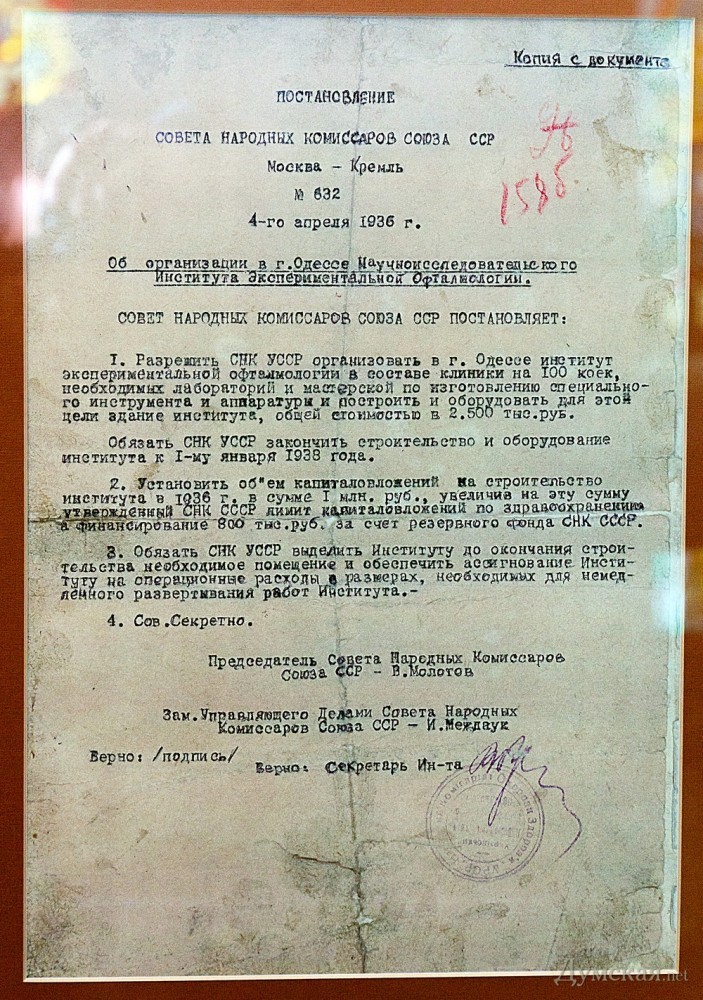 Копия с документа
ПОСТАНОВЛЕНИЕ
СОВЕТА НАРОДНЫХ КОМИССАРОВ СОЮЗА ССР
Москва – Кремль
№ 632
4-го апреля 1936 г.
158б.
Об организации в г.Одессе Научноисследовательского
Института Экспериментальной Офталмологии.
СОВЕТ НАРОДНЫХ КОМИССАРОВ СОЮЗА ССР ПОСТАНОВЛЯЕТ:
I. Разрешить СНК УССР организовать в г. Одессе институт
экспериментальной офталмологии в составе клиники на 100 коек,
необходимых лабораторий и мастерской по изготовлению специально-
го инструмента и аппаратуры и построить и оборудовать для этой
цели здание института, общей стоимостью в 2.500 тыс.руб.
Обязать СНК УССР закончить строительство и оборудование
института к I-му января 1938 года.
2. Установить об"ем капиталовложений на строительство
института в 1936 г. в сумме I млн. руб., увеличив на эту сумму
утвержденный СНК СССР лимит капиталовложений по здравоохранению
а финансирование 800 тыс.руб. за счет резервного фонда СНК СССР.
3. Обязать СНК УССР выделить Институту до окончания строи-
тельства необходимое помещение и обеспечить ассигнование Инсти-
туту на операционные расходы в размерах, необходимых для немед-
ленного развертывания работ Института.-
4. Сов.Секретно.
Председатель Совета Народных Комиссаров
Союза ССР – В.Молотов
Зам.Управляющего Делами Совета Народных
Комиссаров Союза ССР – И.Межлаук
Верно: /подпись/
Верно: Секретарь Ин-та
Думская.net